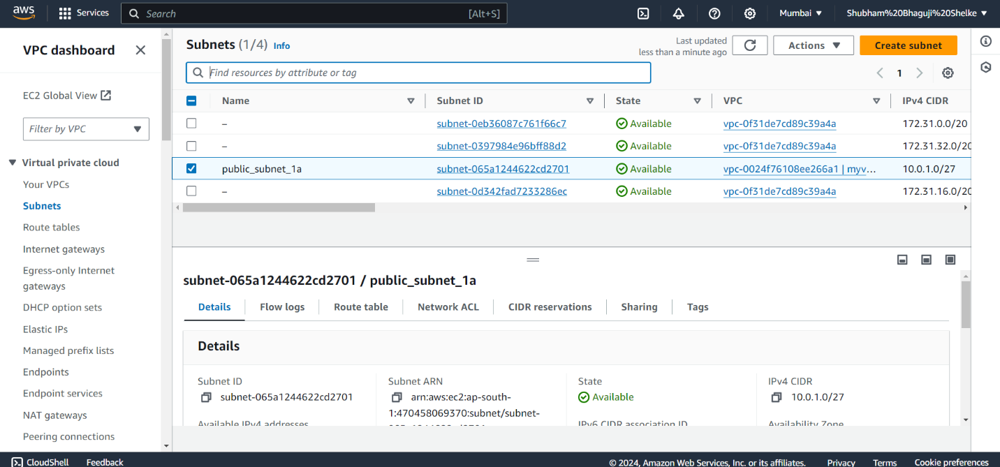 aws Services Search [Alt+S] Mumbai ▼ Shubham%20Bhaguji%20Shelke ▼
VPC dashboard
EC2 Global View
Filter by VPC
Virtual private cloud
Your VPCs
Subnets
Route tables
Internet gateways
Egress-only Internet
gateways
DHCP option sets
Elastic IPs
Managed prefix lists
Endpoints
Endpoint services
NAT gateways
Peering connections
Subnets (1/4) Info
Last updated
less than a minute ago
Actions ▼
Create subnet
Find resources by attribute or tag
1
Name Subnet ID State VPC IPv4 CIDR
– subnet-0eb36087c761f66c7 Available vpc-0f31de7cd89c39a4a 172.31.0.0/20
– subnet-0397984e96bff88d2 Available vpc-0f31de7cd89c39a4a 172.31.32.0/20
public_subnet_1a subnet-065a1244622cd2701 Available vpc-0024f76108ee266a1 | myv… 10.0.1.0/27
– subnet-0d342fad7233286ec Available vpc-0f31de7cd89c39a4a 172.31.16.0/20
subnet-065a1244622cd2701 / public_subnet_1a
Details Flow logs Route table Network ACL CIDR reservations Sharing Tags
Details
Subnet ID
subnet-065a1244622cd2701
Available IPv4 addresses
Subnet ARN
arn:aws:ec2:ap-south-
1:470458069370:subnet/subnet-
065a1244622cd2701
State
Available
IPv6 CIDR association ID
IPv4 CIDR
10.0.1.0/27
Availability Zone
CloudShell Feedback © 2024, Amazon Web Services, Inc. or its affiliates. Privacy Terms Cookie preferences